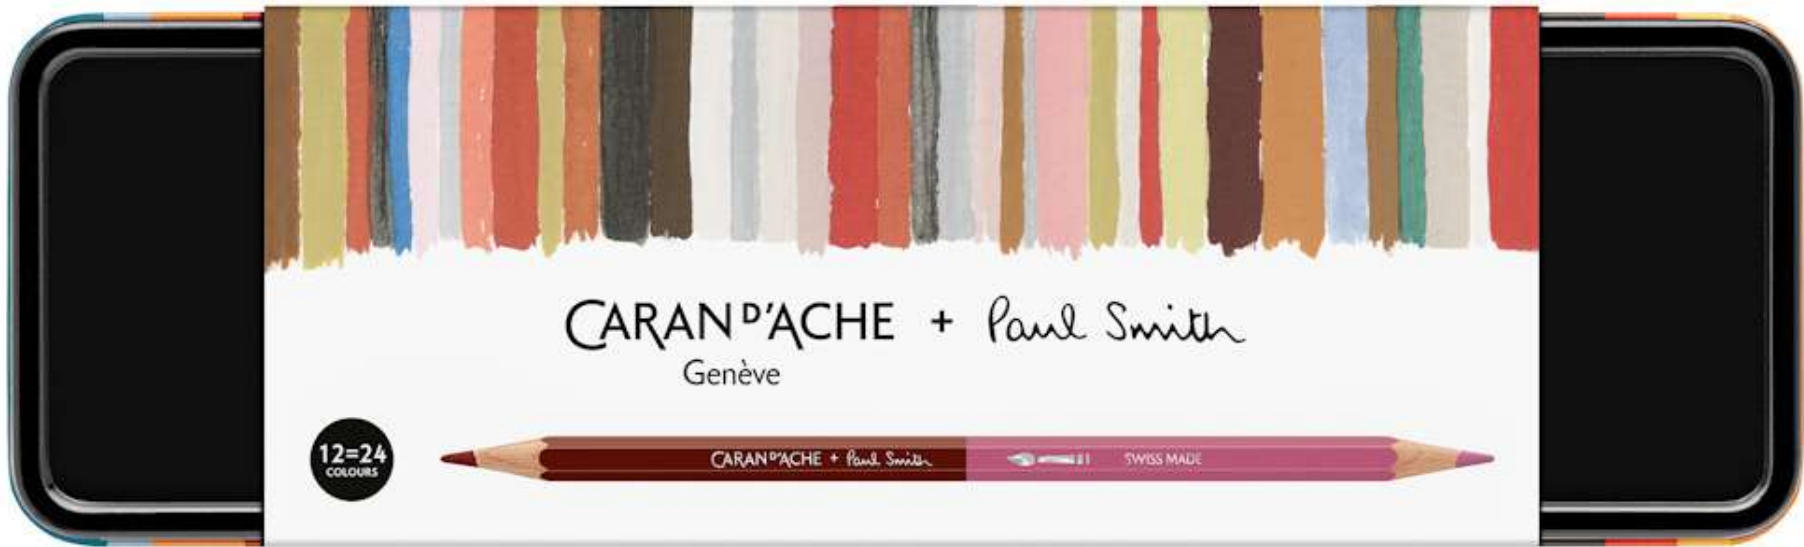 CARAN D'ACHE + Paul Smith
Genève
12=24
COLOURS
CARAN D'ACHE + Paul Smith SWISS MADE